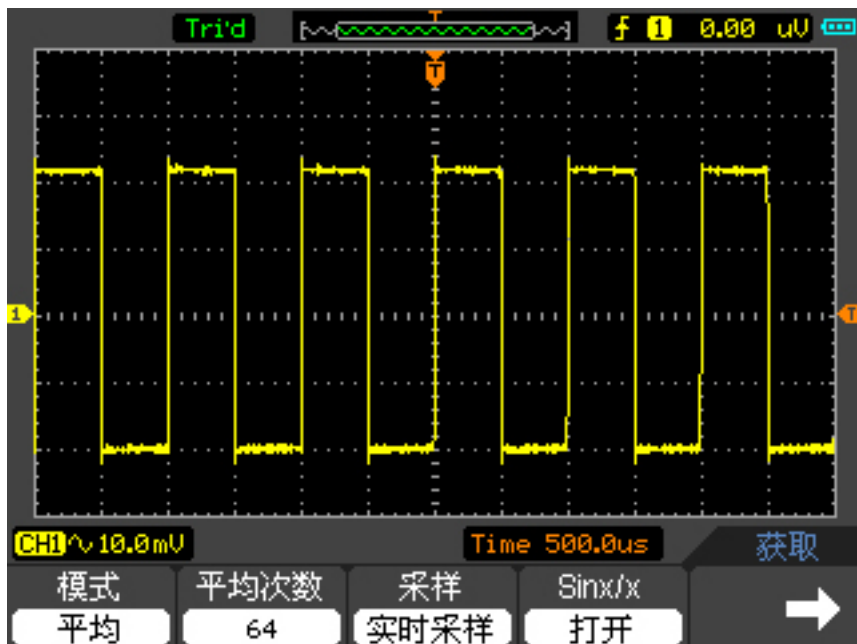 Tri'd T 1 0.00 uV
T
1 T
CH1 10.0mV Time 500.0us 获取
模式 平均次数 采样 Sinx/x
平均 64 实时采样 打开